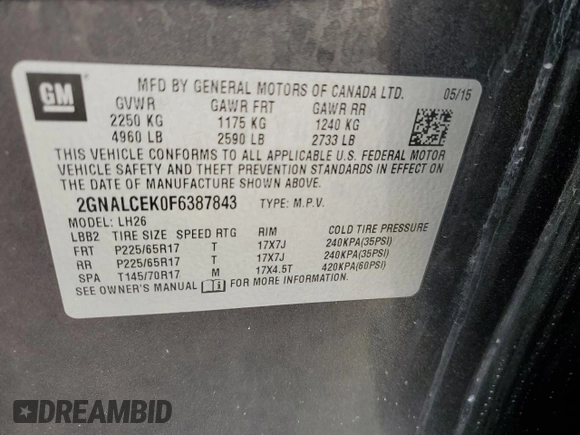 GM
MFD BY GENERAL MOTORS OF CANADA LTD. 05/15
GVWR GAWR FRT GAWR RR
2250 KG 1175 KG 1240 KG
4960 LB 2590 LB 2733 LB
THIS VEHICLE CONFORMS TO ALL APPLICABLE U.S. FEDERAL MOTOR
VEHICLE SAFETY AND THEFT PREVENTION STANDARDS IN EFFECT ON
THE DATE OF MANUFACTURE SHOWN ABOVE.
2GNALCEK0F6387843 TYPE: M.P.V.
MODEL: LH26
LBB2 TIRE SIZE SPEED RTG RIM COLD TIRE PRESSURE
FRT P225/65R17 T 17X7J 240KPA(35PSI)
RR P225/65R17 T 17X7J 240KPA(35PSI)
SPA T145/70R17 M 17X4.5T 420KPA(60PSI)
SEE OWNER'S MANUAL FOR MORE INFORMATION.
DREAMBID